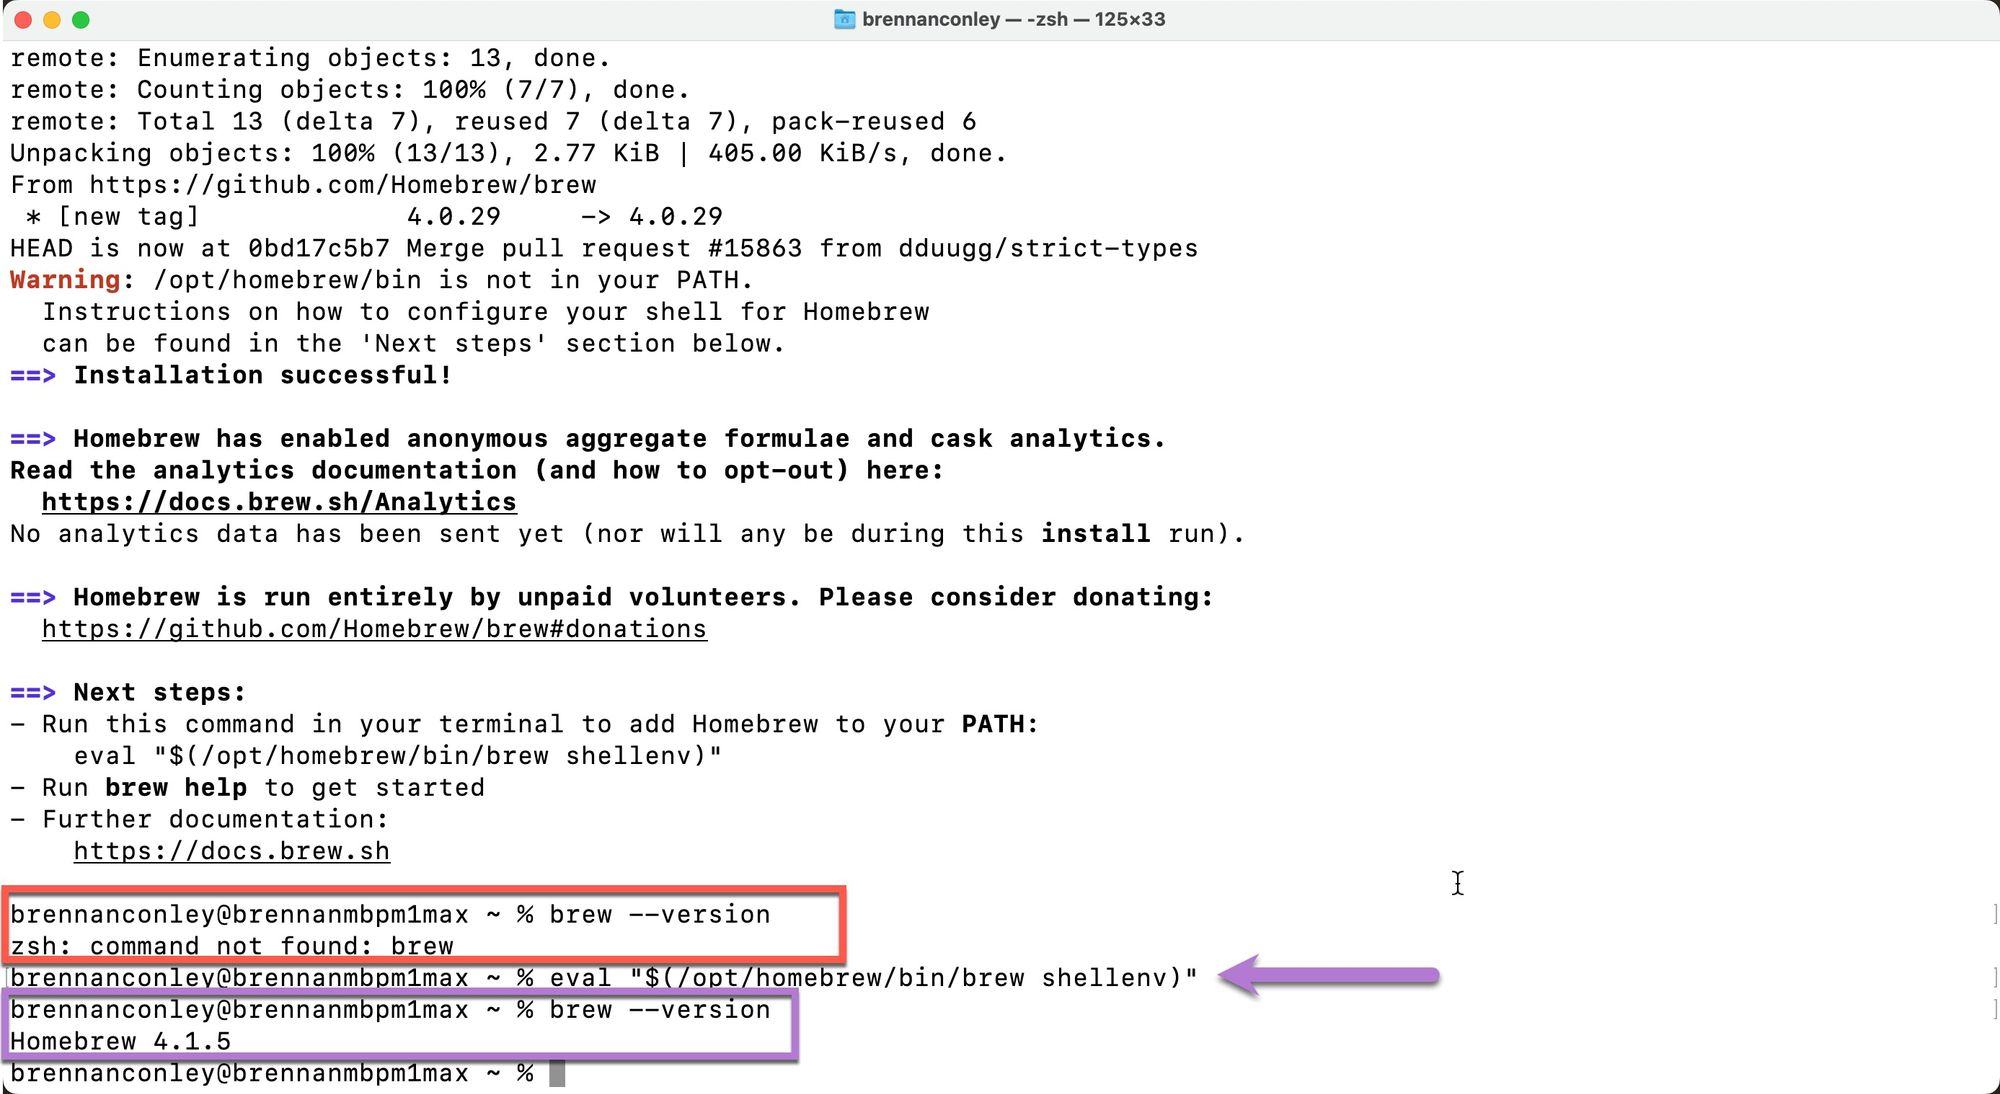 brennanconley — -zsh — 125×33
remote: Enumerating objects: 13, done.
remote: Counting objects: 100% (7/7), done.
remote: Total 13 (delta 7), reused 7 (delta 7), pack-reused 6
Unpacking objects: 100% (13/13), 2.77 KiB | 405.00 KiB/s, done.
From https://github.com/Homebrew/brew
 * [new tag]             4.0.29     -> 4.0.29
HEAD is now at 0bd17c5b7 Merge pull request #15863 from dduugg/strict-types
Warning: /opt/homebrew/bin is not in your PATH.
  Instructions on how to configure your shell for Homebrew
  can be found in the 'Next steps' section below.
==> Installation successful!

==> Homebrew has enabled anonymous aggregate formulae and cask analytics.
Read the analytics documentation (and how to opt-out) here:
  https://docs.brew.sh/Analytics
No analytics data has been sent yet (nor will any be during this install run).

==> Homebrew is run entirely by unpaid volunteers. Please consider donating:
  https://github.com/Homebrew/brew#donations

==> Next steps:
- Run this command in your terminal to add Homebrew to your PATH:
    eval "$(/opt/homebrew/bin/brew shellenv)"
- Run brew help to get started
- Further documentation:
    https://docs.brew.sh

brennanconley@brennanmbpm1max ~ % brew --version
zsh: command not found: brew
brennanconley@brennanmbpm1max ~ % eval "$(/opt/homebrew/bin/brew shellenv)"
brennanconley@brennanmbpm1max ~ % brew --version
Homebrew 4.1.5
brennanconley@brennanmbpm1max ~ %